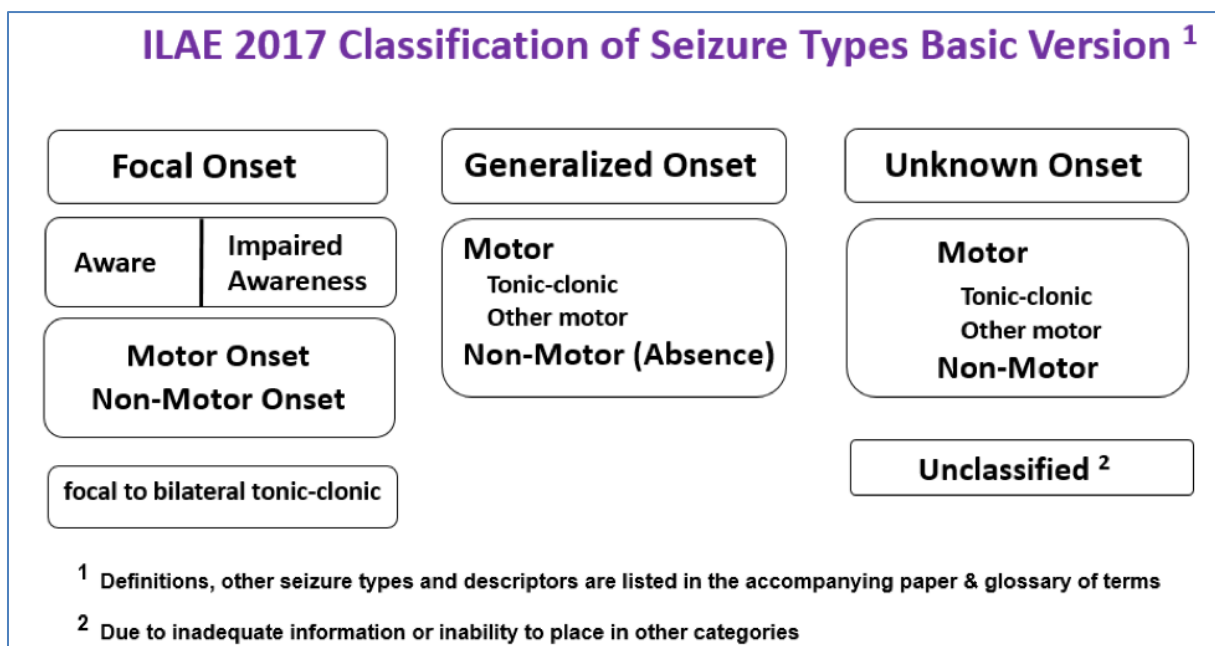 ILAE 2017 Classification of Seizure Types Basic Version 1
Focal Onset
Aware
Impaired
Awareness
Motor Onset
Non-Motor Onset
focal to bilateral tonic-clonic
Generalized Onset
Motor
Tonic-clonic
Other motor
Non-Motor (Absence)
Unknown Onset
Motor
Tonic-clonic
Other motor
Non-Motor
Unclassified 2
1 Definitions, other seizure types and descriptors are listed in the accompanying paper & glossary of terms
2 Due to inadequate information or inability to place in other categories